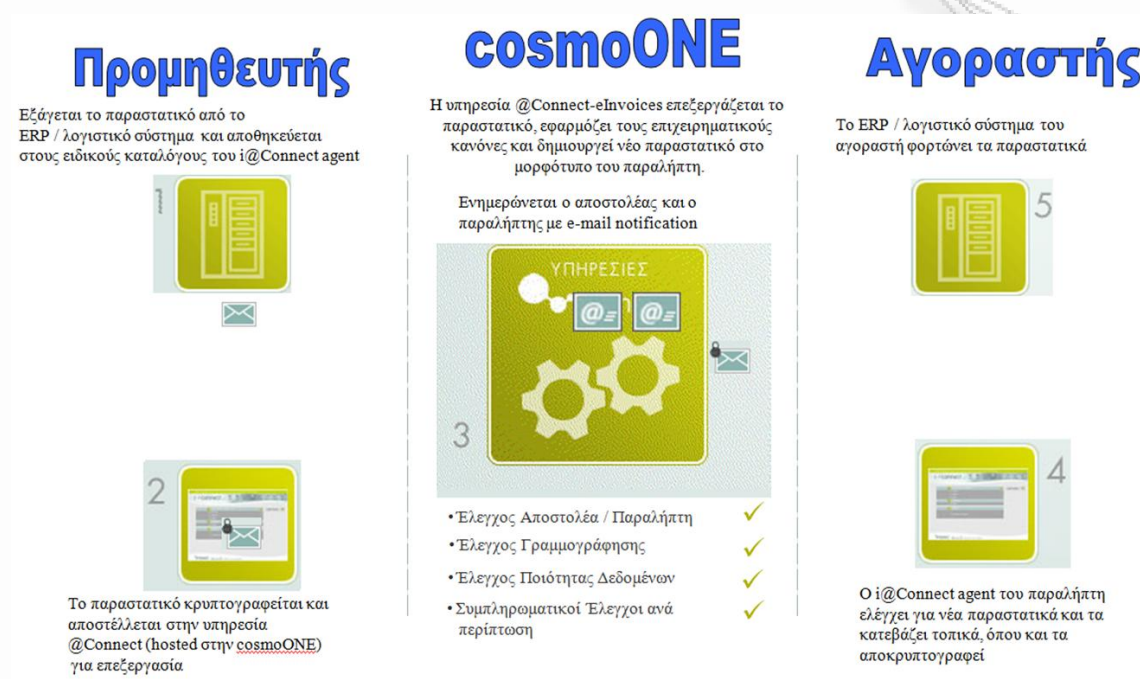 Προμηθευτής
Εξάγεται το παραστατικό από το
ERP / λογιστικό σύστημα και αποθηκεύεται
στους ειδικούς καταλόγους του i@Connect agent
1
2
Το παραστατικό κρυπτογραφείται και
αποστέλλεται στην υπηρεσία
@Connect (hosted στην cosmoONE)
για επεξεργασία
cosmoONE
Η υπηρεσία @Connect-eInvoices επεξεργάζεται το
παραστατικό, εφαρμόζει τους επιχειρηματικούς
κανόνες και δημιουργεί νέο παραστατικό στο
μορφότυπο του παραλήπτη.
Ενημερώνεται ο αποστολέας και ο
παραλήπτης με e-mail notification
ΥΠΗΡΕΣΙΕΣ
@ @
3
• Έλεγχος Αποστολέα / Παραλήπτη
• Έλεγχος Γραμμογράφησης
• Έλεγχος Ποιότητας Δεδομένων
• Συμπληρωματικοί Έλεγχοι ανά
περίπτωση
Αγοραστής
Το ERP / λογιστικό σύστημα του
αγοραστή φορτώνει τα παραστατικά
5
4
Ο i@Connect agent του παραλήπτη
ελέγχει για νέα παραστατικά και τα
κατεβάζει τοπικά, όπου και τα
αποκρυπτογραφεί